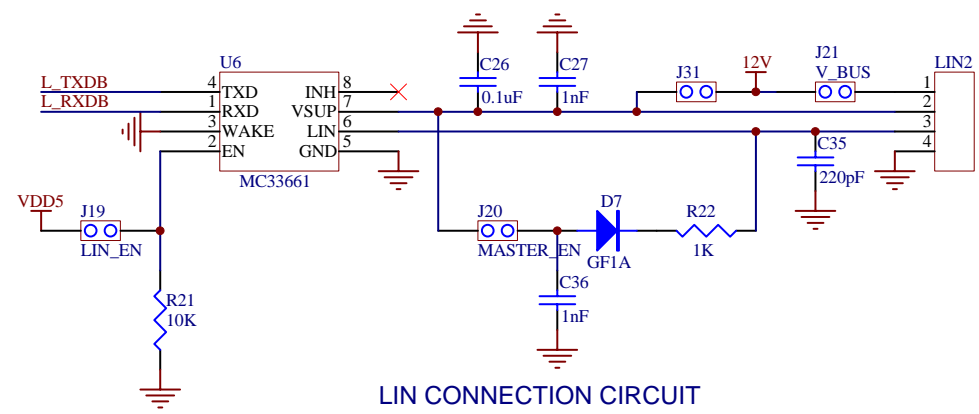 U6
C26
0.1uF
C27
1nF
J31
12V
J21
V_BUS
LIN2
L_TXDB
4
TXD
INH
8
L_RXDB
1
RXD
VSUP
7
3
WAKE
LIN
6
2
EN
GND
5
MC33661
1
2
3
4
C35
220pF
VDD5
J19
LIN_EN
J20
MASTER_EN
D7
GF1A
R22
1K
C36
1nF
R21
10K
LIN CONNECTION CIRCUIT